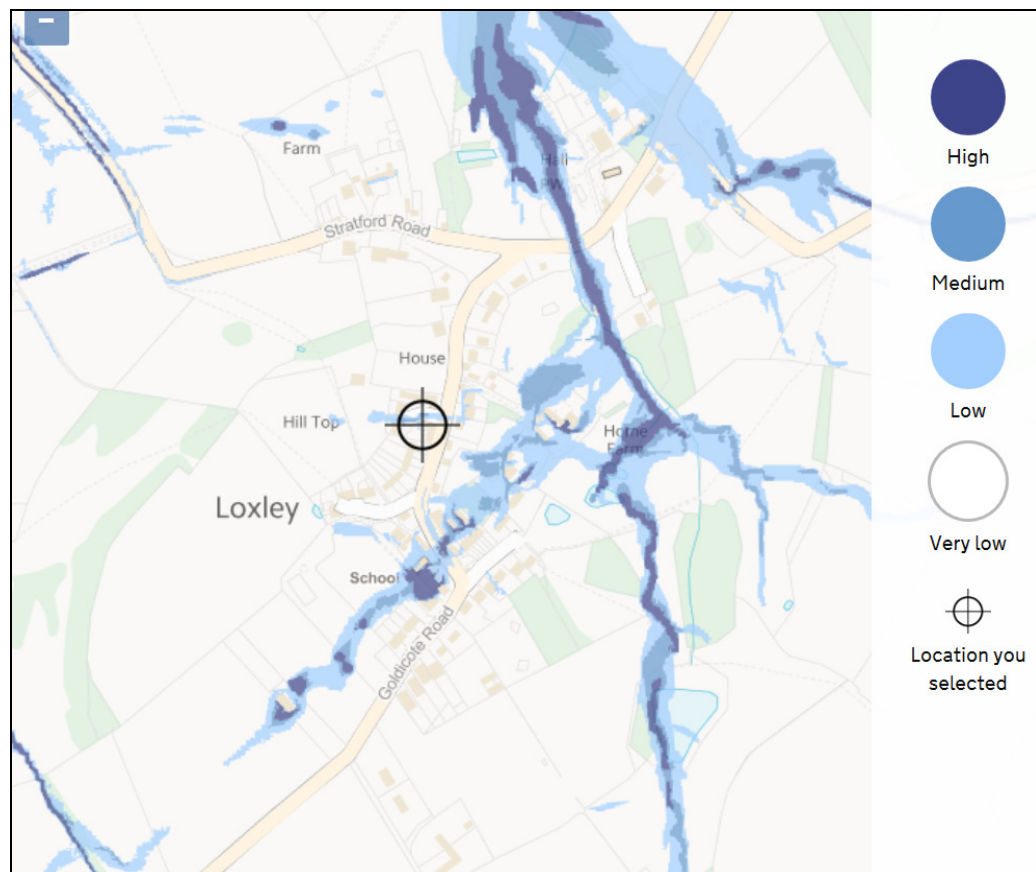 -
High
Farm
Hall
PW
Medium
Stratford Road
House
Low
Hill Top
Home
Farm
Loxley
Very low
School
Goldicote Road
Location you
selected